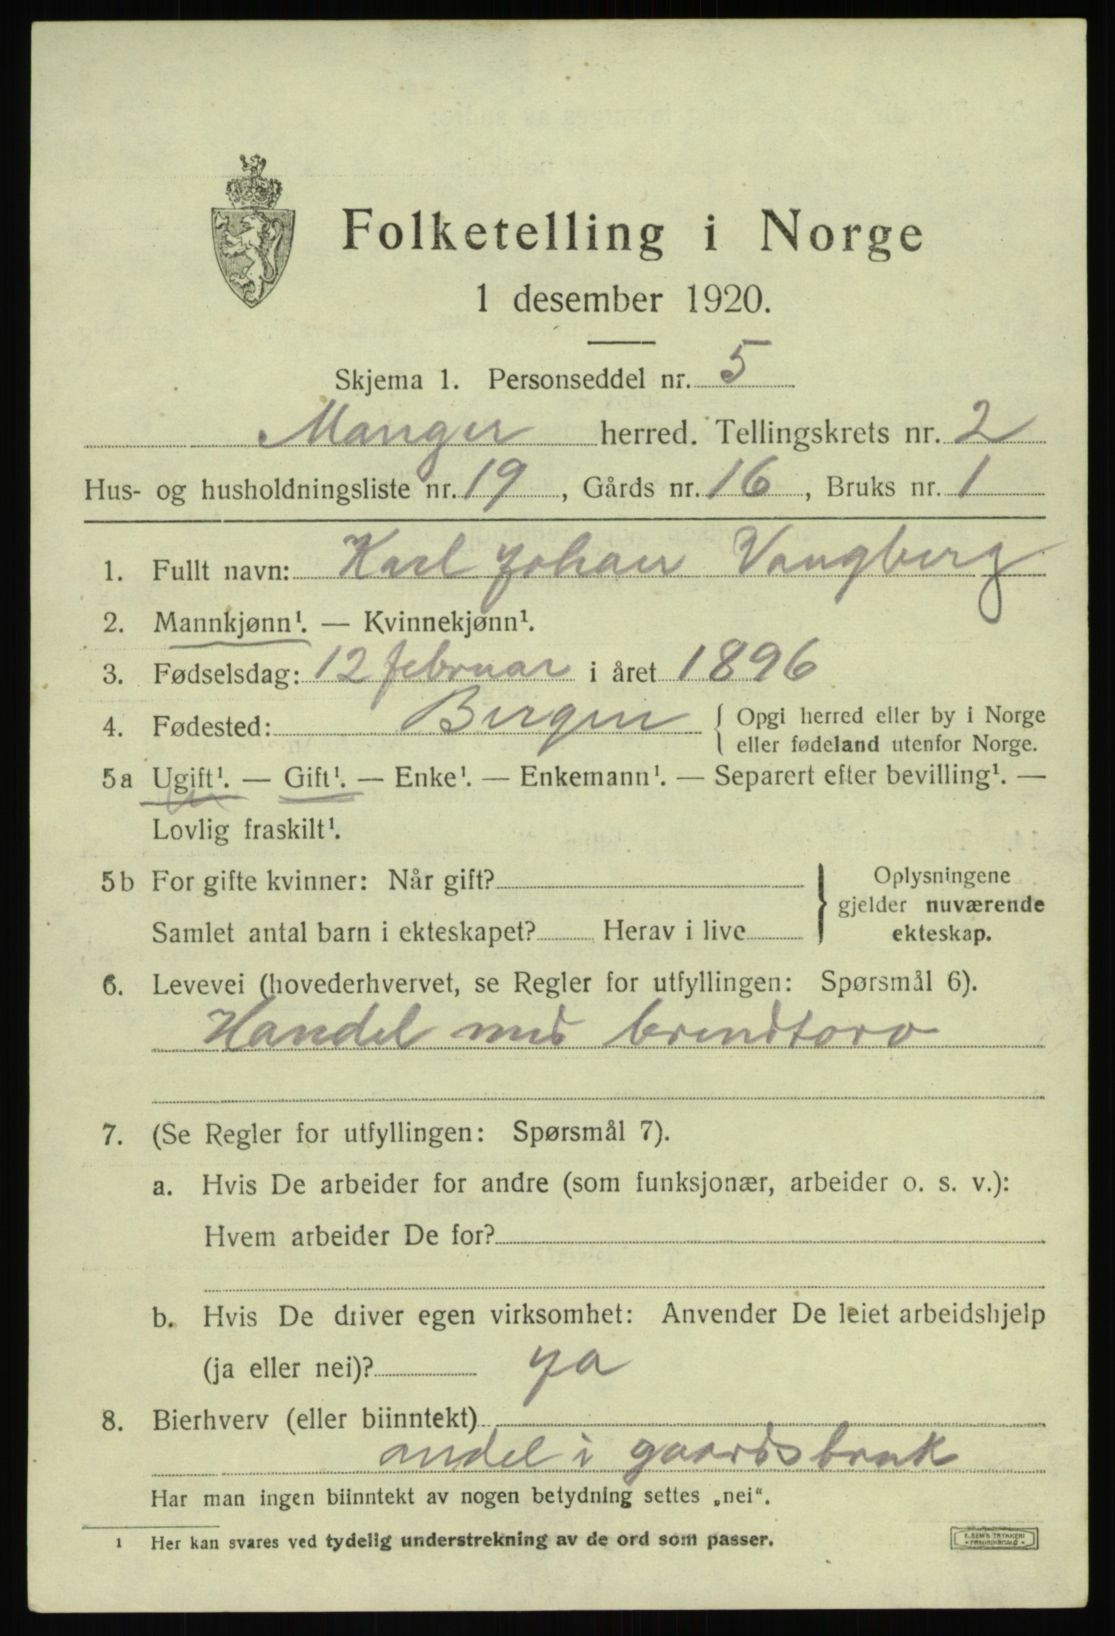 Folketelling i Norge
1 desember 1920.
Skjema 1. Personseddel nr. 5
Manger herred. Tellingskrets nr. 2
Hus- og husholdningsliste nr. 19, Gårds nr. 16, Bruks nr. 1
1. Fullt navn: Karl Johan Vangberg
2. Mannkjønn¹. — Kvinnekjønn¹.
3. Fødselsdag: 12 februar i året 1896
4. Fødested: Bergen { Opgi herred eller by i Norge
eller fødeland utenfor Norge.
5a Ugift¹. — Gift¹. — Enke¹. — Enkemann¹. — Separert efter bevilling¹. —
Lovlig fraskilt¹.
5b For gifte kvinner: Når gift? } Oplysningene
gjelder nuværende
Samlet antal barn i ekteskapet? Herav i live ekteskap.
6. Levevei (hovederhvervet, se Regler for utfyllingen: Spørsmål 6).
Handel med brendtorv
7. (Se Regler for utfyllingen: Spørsmål 7).
a. Hvis De arbeider for andre (som funksjonær, arbeider o. s. v.):
Hvem arbeider De for?
b. Hvis De driver egen virksomhet: Anvender De leiet arbeidshjelp
(ja eller nei)? ja
8. Bierhverv (eller biinntekt)
andel i gaardsbruk
Har man ingen biinntekt av nogen betydning settes „nei".
¹ Her kan svares ved tydelig understrekning av de ord som passer.